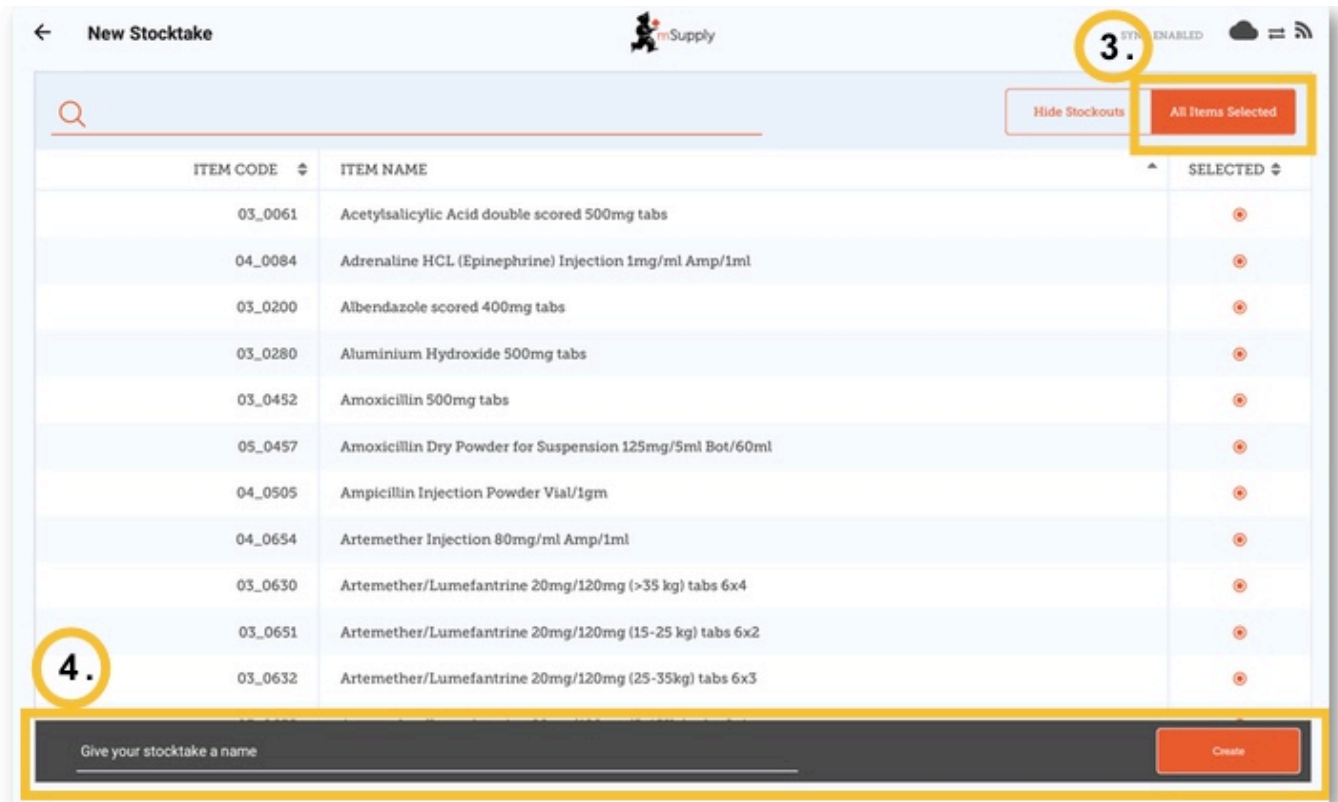 New Stocktake
mSupply
SYNC ENABLED
3.
Hide Stockouts
All Items Selected
ITEM CODE ITEM NAME SELECTED
03_0061 Acetylsalicylic Acid double scored 500mg tabs
04_0084 Adrenaline HCL (Epinephrine) Injection 1mg/ml Amp/1ml
03_0200 Albendazole scored 400mg tabs
03_0280 Aluminium Hydroxide 500mg tabs
03_0452 Amoxicillin 500mg tabs
05_0457 Amoxicillin Dry Powder for Suspension 125mg/5ml Bot/60ml
04_0505 Ampicillin Injection Powder Vial/1gm
04_0654 Artemether Injection 80mg/ml Amp/1ml
03_0630 Artemether/Lumefantrine 20mg/120mg (>35 kg) tabs 6x4
03_0651 Artemether/Lumefantrine 20mg/120mg (15-25 kg) tabs 6x2
4.
03_0632 Artemether/Lumefantrine 20mg/120mg (25-35kg) tabs 6x3
Give your stocktake a name
Create